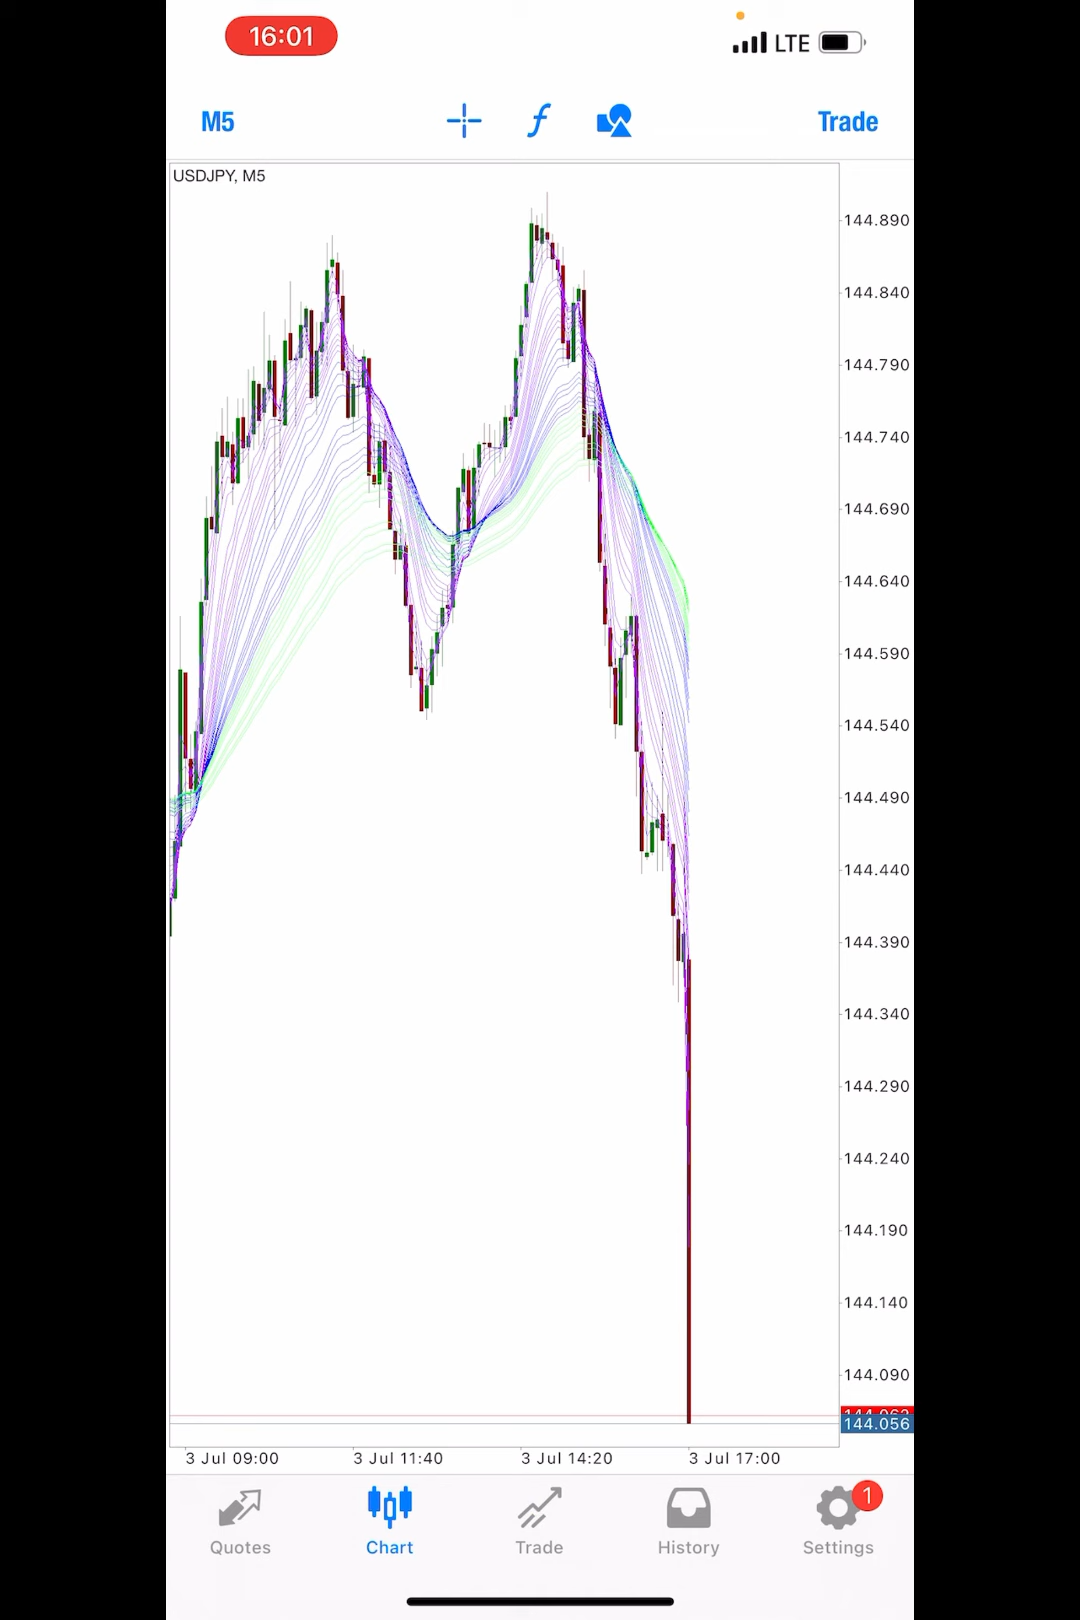 16:01
LTE
M5
Trade
USDJPY, M5
144.890
144.840
144.790
144.740
144.690
144.640
144.590
144.540
144.490
144.440
144.390
144.340
144.290
144.240
144.190
144.140
144.090
144.056
3 Jul 09:00
3 Jul 11:40
3 Jul 14:20
3 Jul 17:00
1
Quotes
Chart
Trade
History
Settings